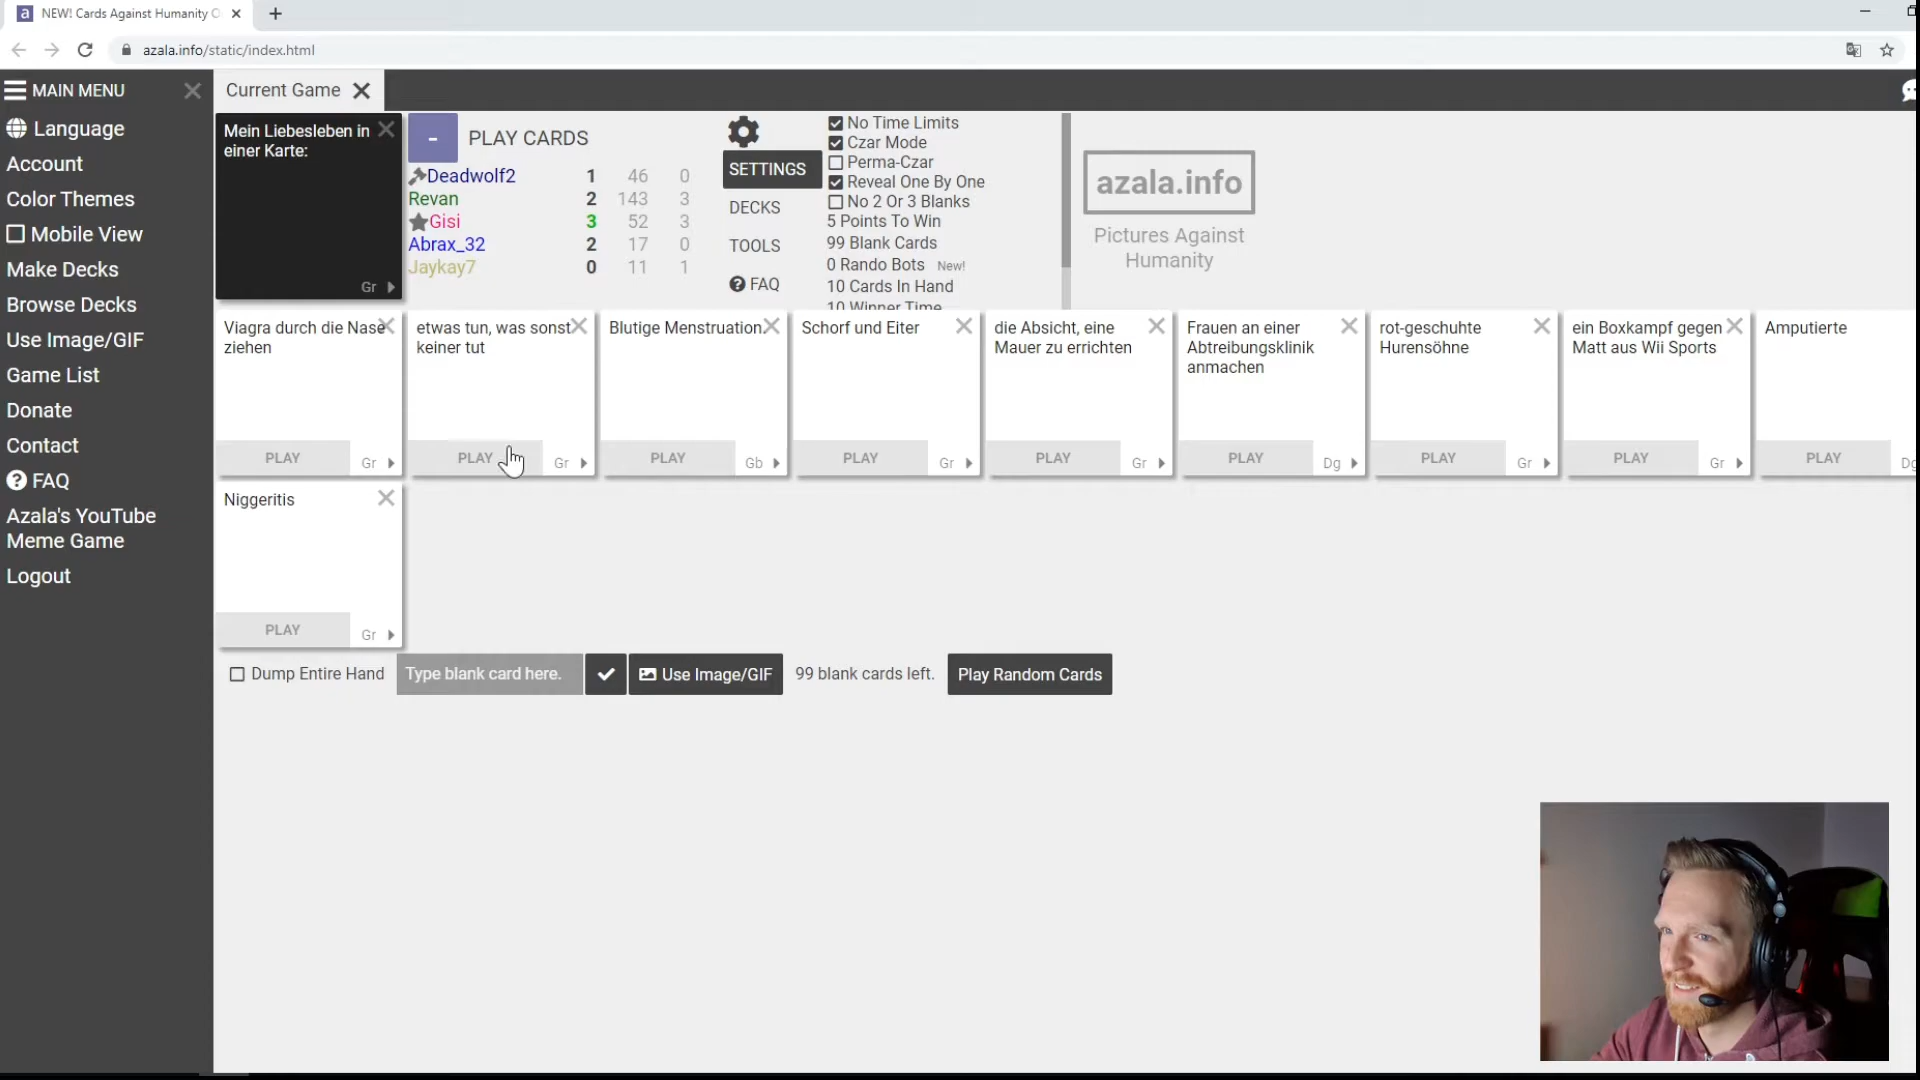 NEW! Cards Against Humanity O
azala.info/static/index.html
MAIN MENU
Language
Account
Color Themes
Mobile View
Make Decks
Browse Decks
Use Image/GIF
Game List
Donate
Contact
FAQ
Azala's YouTube
Meme Game
Logout
Current Game
Mein Liebesleben in
einer Karte:
Gr
- PLAY CARDS
Deadwolf2 1 46 0
Revan 2 143 3
Gisi 3 52 3
Abrax_32 2 17 0
Jaykay7 0 11 1
SETTINGS
DECKS
TOOLS
FAQ
No Time Limits
Czar Mode
Perma-Czar
Reveal One By One
No 2 Or 3 Blanks
5 Points To Win
99 Blank Cards
0 Rando Bots New!
10 Cards In Hand
10 Winner Time
azala.info
Pictures Against
Humanity
Viagra durch die Nase
ziehen
PLAY Gr
etwas tun, was sonst
keiner tut
PLAY Gr
Blutige Menstruation.
PLAY Gb
Schorf und Eiter
PLAY Gr
die Absicht, eine
Mauer zu errichten
PLAY Gr
Frauen an einer
Abtreibungsklinik
anmachen
PLAY Dg
rot-geschuhte
Hurensöhne
PLAY Gr
ein Boxkampf gegen
Matt aus Wii Sports
PLAY Gr
Amputierte
PLAY Dg
Niggeritis
PLAY Gr
Dump Entire Hand
Type blank card here.
Use Image/GIF
99 blank cards left.
Play Random Cards